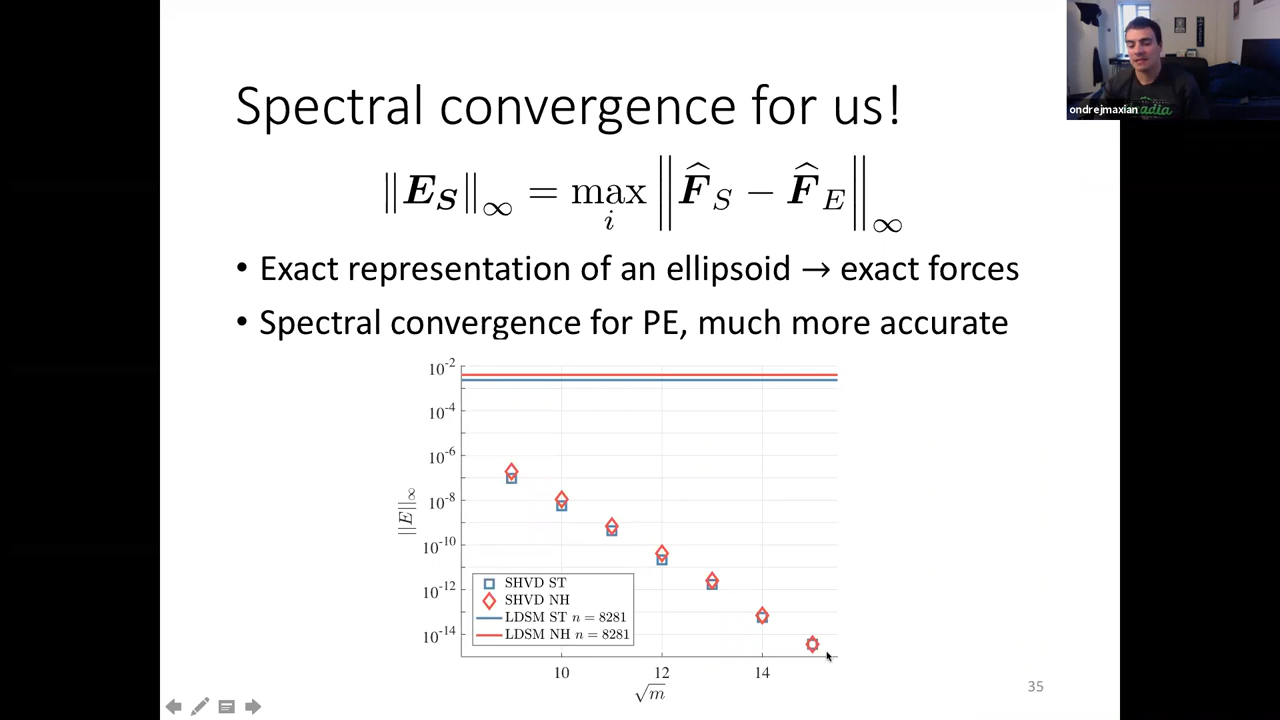 Spectral convergence for us!
‖E_S‖_∞ = max_i ‖F̂_S − F̂_E‖_∞
• Exact representation of an ellipsoid → exact forces
• Spectral convergence for PE, much more accurate
ondrejmaxian
adia
10^-2
10^-4
10^-6
10^-8
10^-10
10^-12
10^-14
||E||_∞
SHVD ST
SHVD NH
LDSM ST n = 8281
LDSM NH n = 8281
10 12 14
√m
35